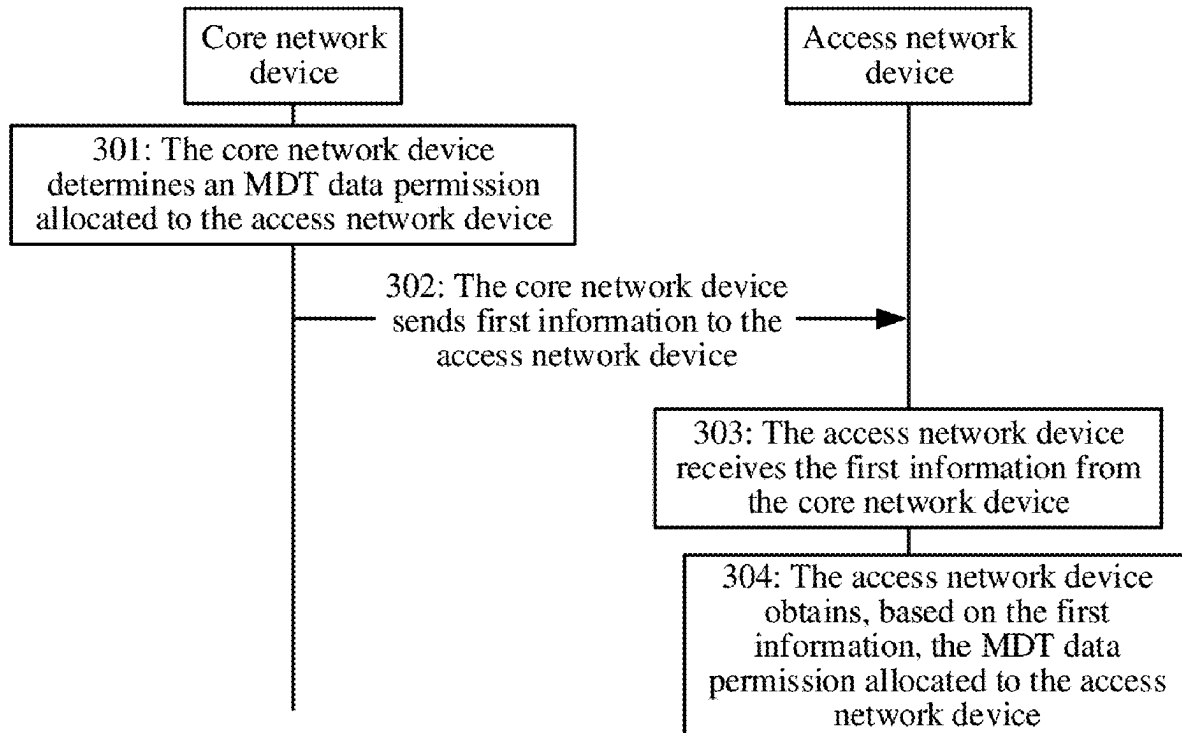 Core network
device
Access network
device
301: The core network device
determines an MDT data permission
allocated to the access network device
302: The core network device
sends first information to the
access network device
303: The access network device
receives the first information from
the core network device
304: The access network device
obtains, based on the first
information, the MDT data
permission allocated to the access
network device